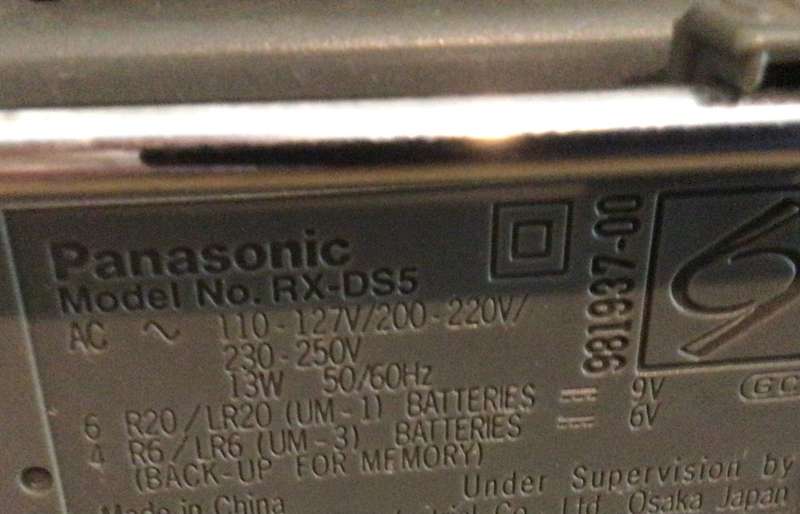 Panasonic
Model No. RX-DS5
AC ~ 110-127V/200-220V/
230-250V
13W 50/60Hz
6 R20/LR20 (UM-1) BATTERIES ⎓ 9V
4 R6/LR6 (UM-3) BATTERIES ⎓ 6V
(BACK-UP FOR MEMORY)
981937-00
Under Supervision by
Made in China
Co., Ltd. Osaka Japan